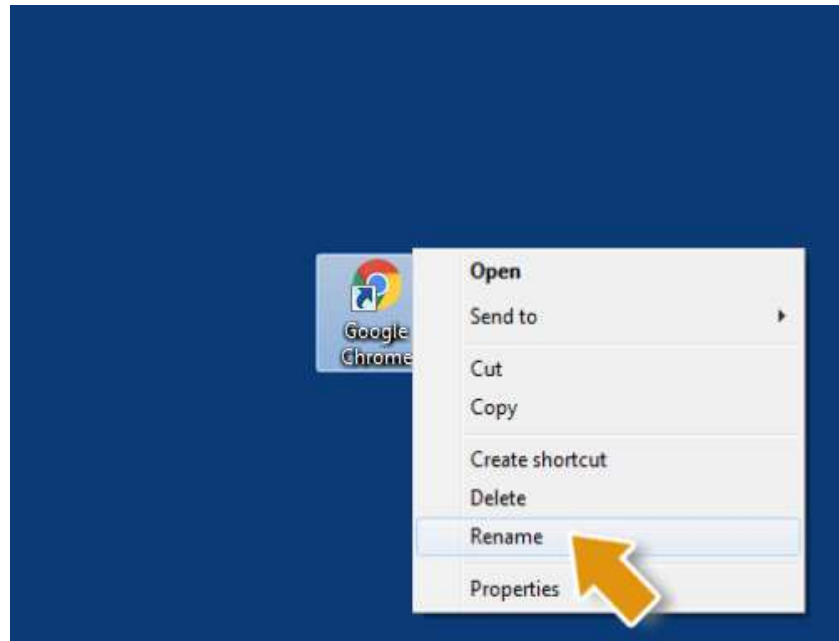 Google
Chrome
Open
Send to
Cut
Copy
Create shortcut
Delete
Rename
Properties